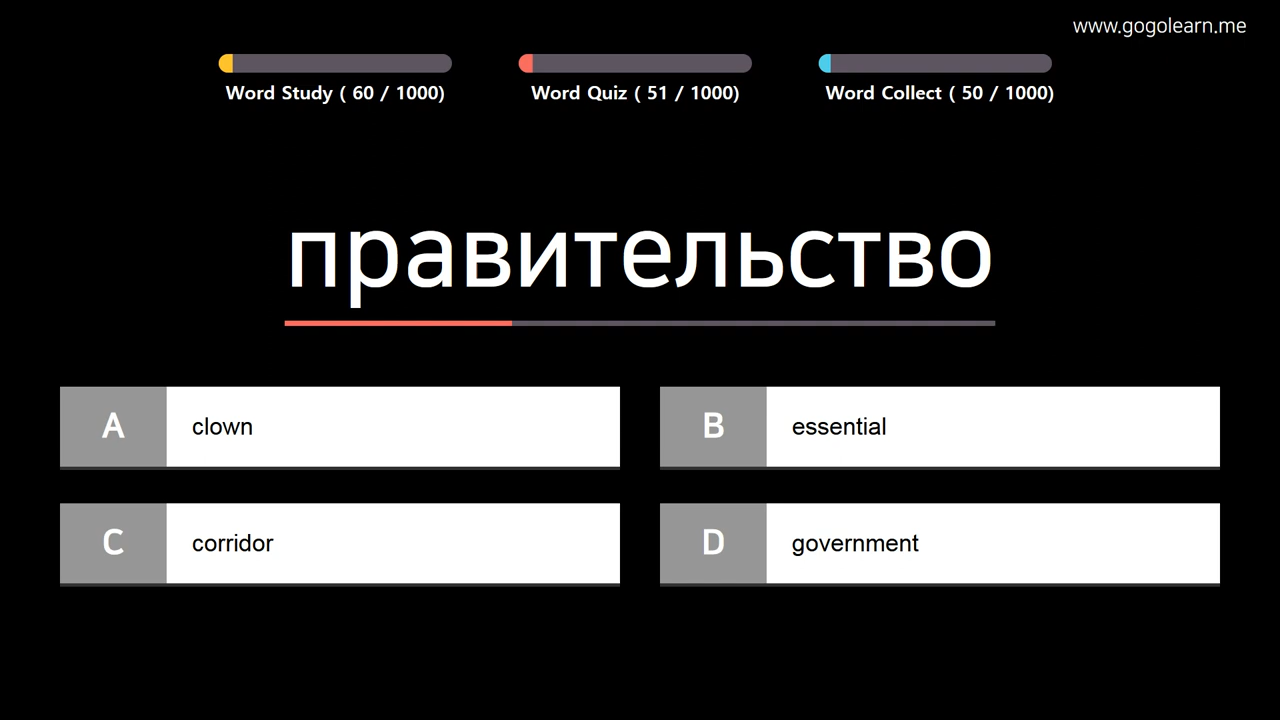 www.gogolearn.me
Word Study ( 60 / 1000)
Word Quiz ( 51 / 1000)
Word Collect ( 50 / 1000)
правительство
A clown
B essential
C corridor
D government